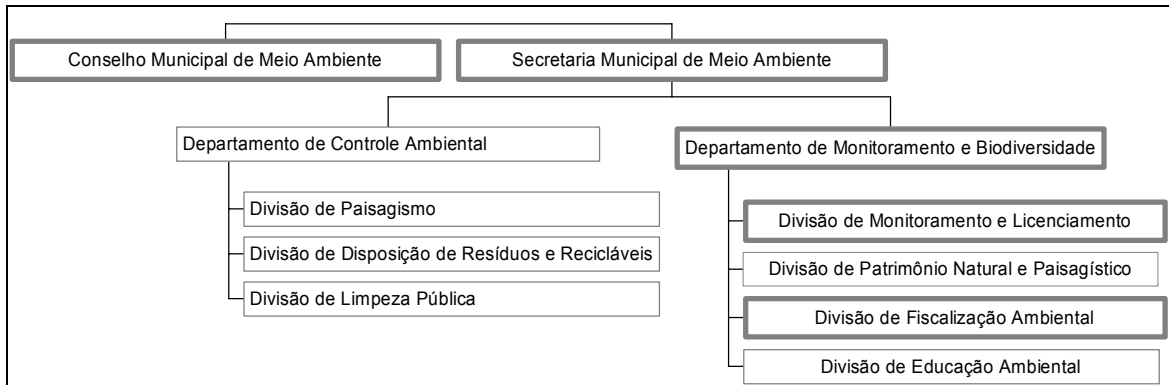 Conselho Municipal de Meio Ambiente
Secretaria Municipal de Meio Ambiente
Departamento de Controle Ambiental
Departamento de Monitoramento e Biodiversidade
Divisão de Paisagismo
Divisão de Disposição de Resíduos e Recicláveis
Divisão de Limpeza Pública
Divisão de Monitoramento e Licenciamento
Divisão de Patrimônio Natural e Paisagístico
Divisão de Fiscalização Ambiental
Divisão de Educação Ambiental